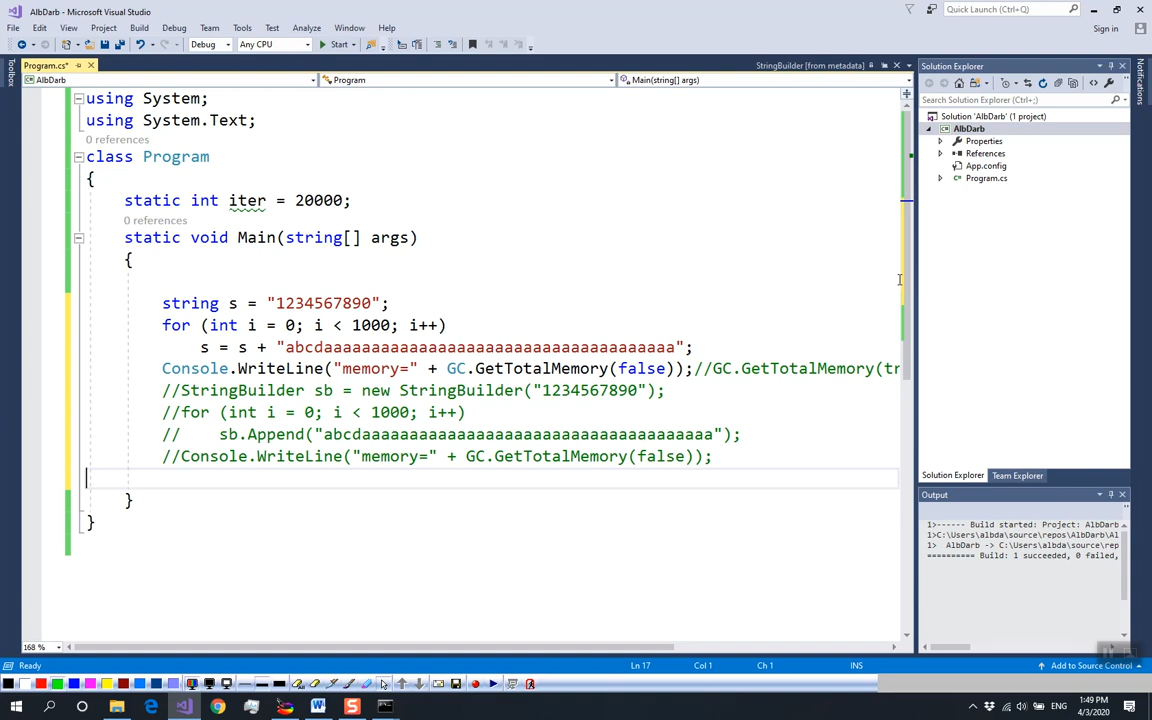 AlbDarb - Microsoft Visual Studio
Quick Launch (Ctrl+Q)
File Edit View Project Build Debug Team Tools Test Analyze Window Help
Sign in
Debug Any CPU Start
Program.cs* StringBuilder [from metadata]
AlbDarb Program Main(string[] args)
Toolbox
using System;
using System.Text;
0 references
class Program
{
static int iter = 20000;
0 references
static void Main(string[] args)
{
string s = "1234567890";
for (int i = 0; i < 1000; i++)
s = s + "abcdaaaaaaaaaaaaaaaaaaaaaaaaaaaaaaaaaaaaa";
Console.WriteLine("memory=" + GC.GetTotalMemory(false));//GC.GetTotalMemory(tr
//StringBuilder sb = new StringBuilder("1234567890");
//for (int i = 0; i < 1000; i++)
// sb.Append("abcdaaaaaaaaaaaaaaaaaaaaaaaaaaaaaaaaaaaaa");
//Console.WriteLine("memory=" + GC.GetTotalMemory(false));
}
}
168 %
Solution Explorer
Search Solution Explorer (Ctrl+;)
Solution 'AlbDarb' (1 project)
AlbDarb
Properties
References
App.config
Program.cs
Solution Explorer Team Explorer
Notifications
Output
1>------ Build started: Project: AlbDarb
1>C:\Users\albda\source\repos\AlbDarb\Al
1> AlbDarb -> C:\Users\albda\source\rep
========== Build: 1 succeeded, 0 failed,
Ready Ln 17 Col 1 Ch 1 INS Add to Source Control
ENG
1:49 PM
4/3/2020